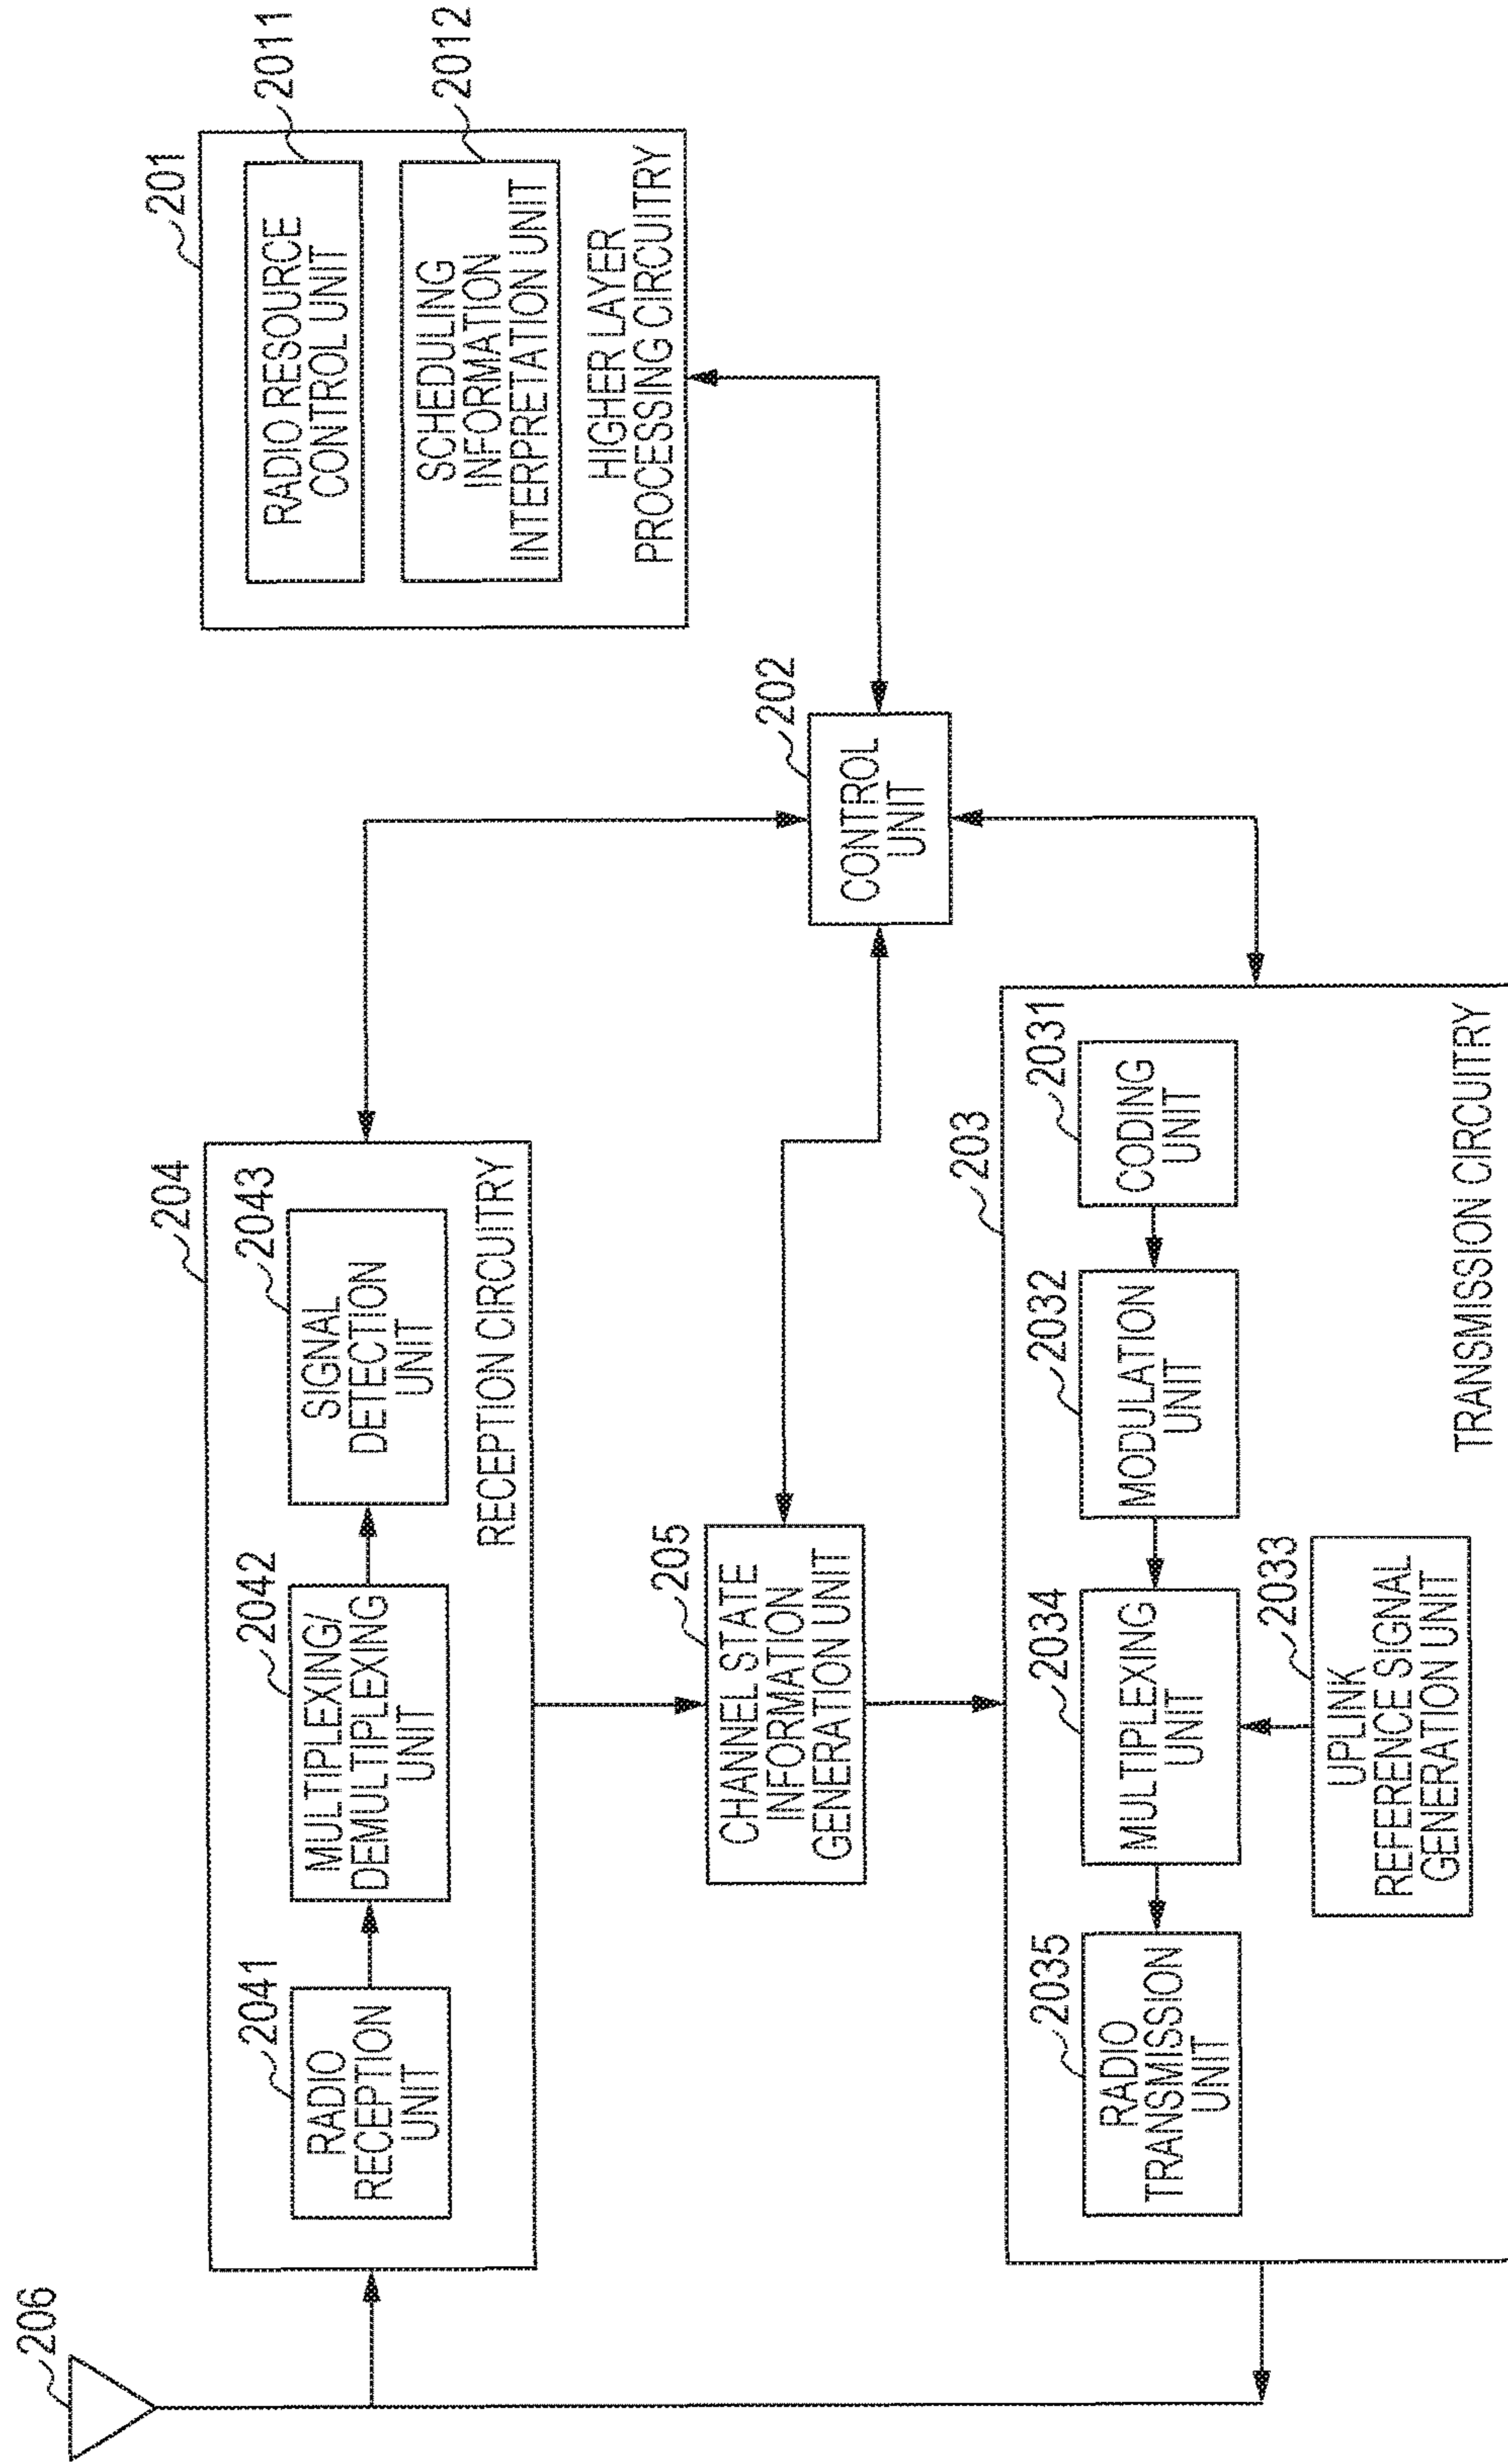 206
204
2041
RADIO
RECEPTION
UNIT
2042
MULTIPLEXING/
DEMULTIPLEXING
UNIT
2043
SIGNAL
DETECTION
UNIT
RECEPTION CIRCUITRY
201
RADIO RESOURCE
CONTROL UNIT
2011
SCHEDULING
INFORMATION
INTERPRETATION UNIT
2012
HIGHER LAYER
PROCESSING CIRCUITRY
205
CHANNEL STATE
INFORMATION
GENERATION UNIT
202
CONTROL
UNIT
203
2035
RADIO
TRANSMISSION
UNIT
2034
MULTIPLEXING
UNIT
2032
MODULATION
UNIT
2031
CODING
UNIT
2033
UPLINK
REFERENCE SIGNAL
GENERATION UNIT
TRANSMISSION CIRCUITRY